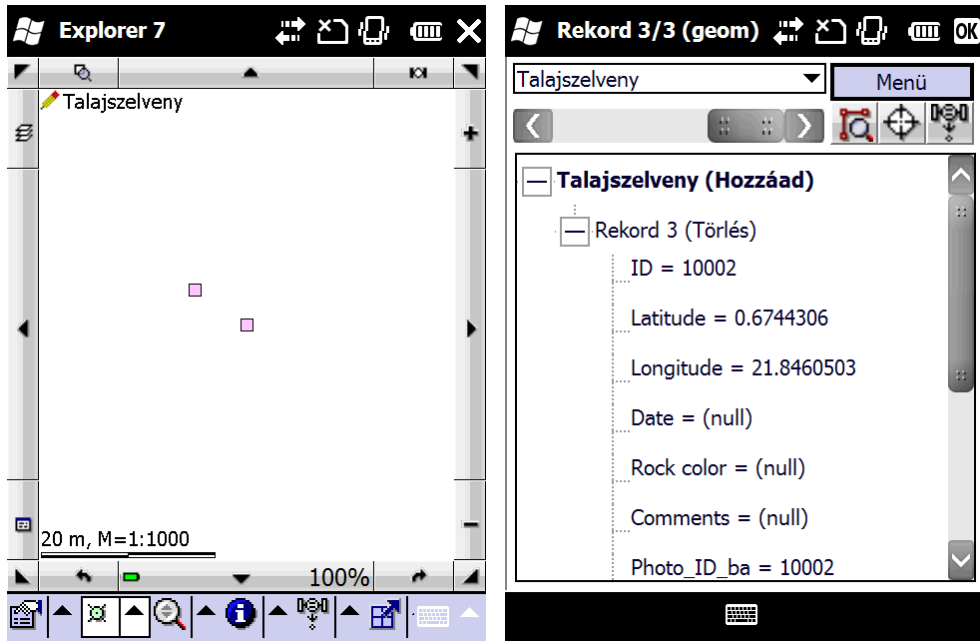 Explorer 7
Talajszelveny
20 m, M=1:1000
100%
Rekord 3/3 (geom)
OK
Talajszelveny
Menü
Talajszelveny (Hozzáad)
Rekord 3 (Törlés)
ID = 10002
Latitude = 0.6744306
Longitude = 21.8460503
Date = (null)
Rock color = (null)
Comments = (null)
Photo_ID_ba = 10002